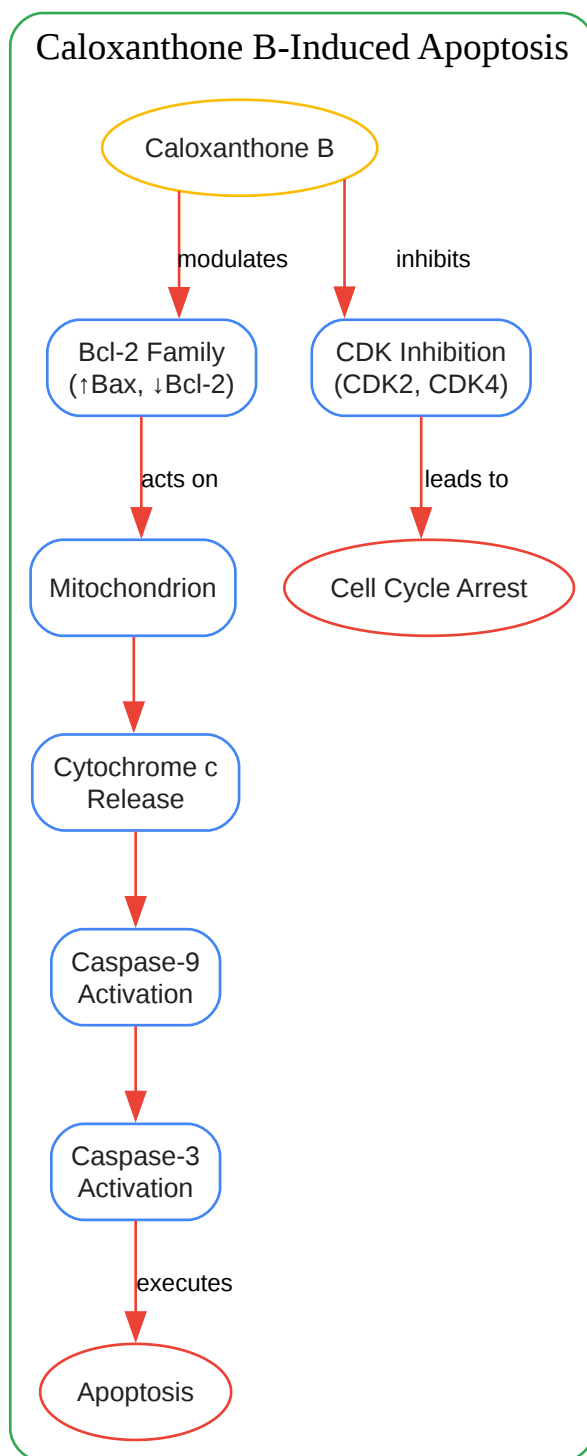 Caloxanthone B-Induced Apoptosis
Caloxanthone B
modulates
inhibits
Bcl-2 Family
(↑Bax, ↓Bcl-2)
CDK Inhibition
(CDK2, CDK4)
acts on
leads to
Mitochondrion
Cell Cycle Arrest
Cytochrome c
Release
Caspase-9
Activation
Caspase-3
Activation
executes
Apoptosis